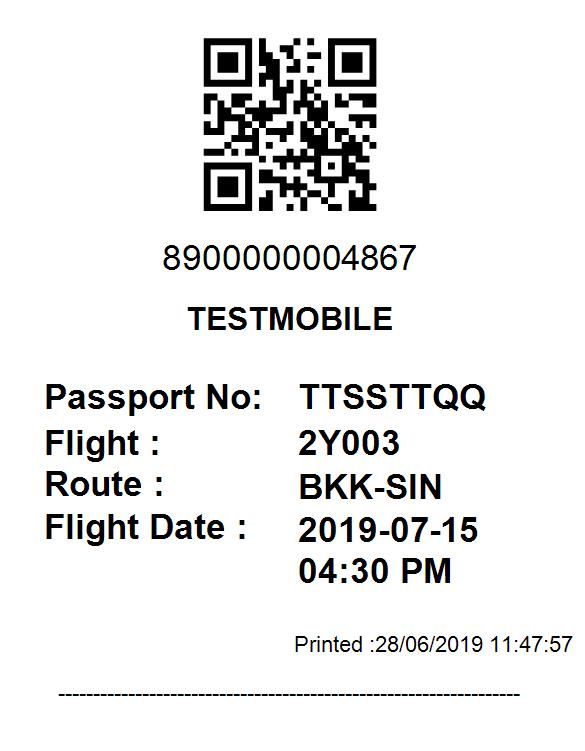 8900000004867
TESTMOBILE
Passport No: TTSSTTQQ
Flight : 2Y003
Route : BKK-SIN
Flight Date : 2019-07-15
04:30 PM
Printed :28/06/2019 11:47:57
------------------------------------------------------------------